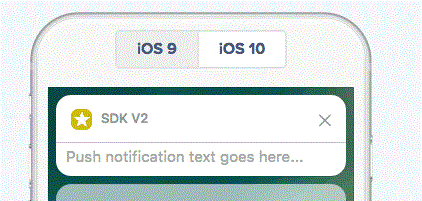 iOS 9 iOS 10
SDK V2
Push notification text goes here...